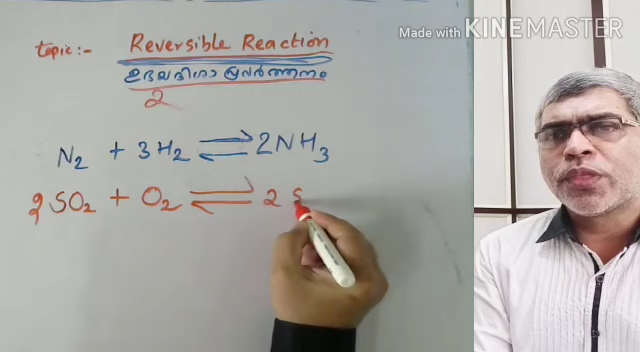 Made with KINEMASTER
Topic:- Reversible Reaction
ഉഭയദിശാ പ്രവർത്തനം
2
N₂ + 3H₂ ⇌ 2NH₃
2SO₂ + O₂ ⇌ 2 S